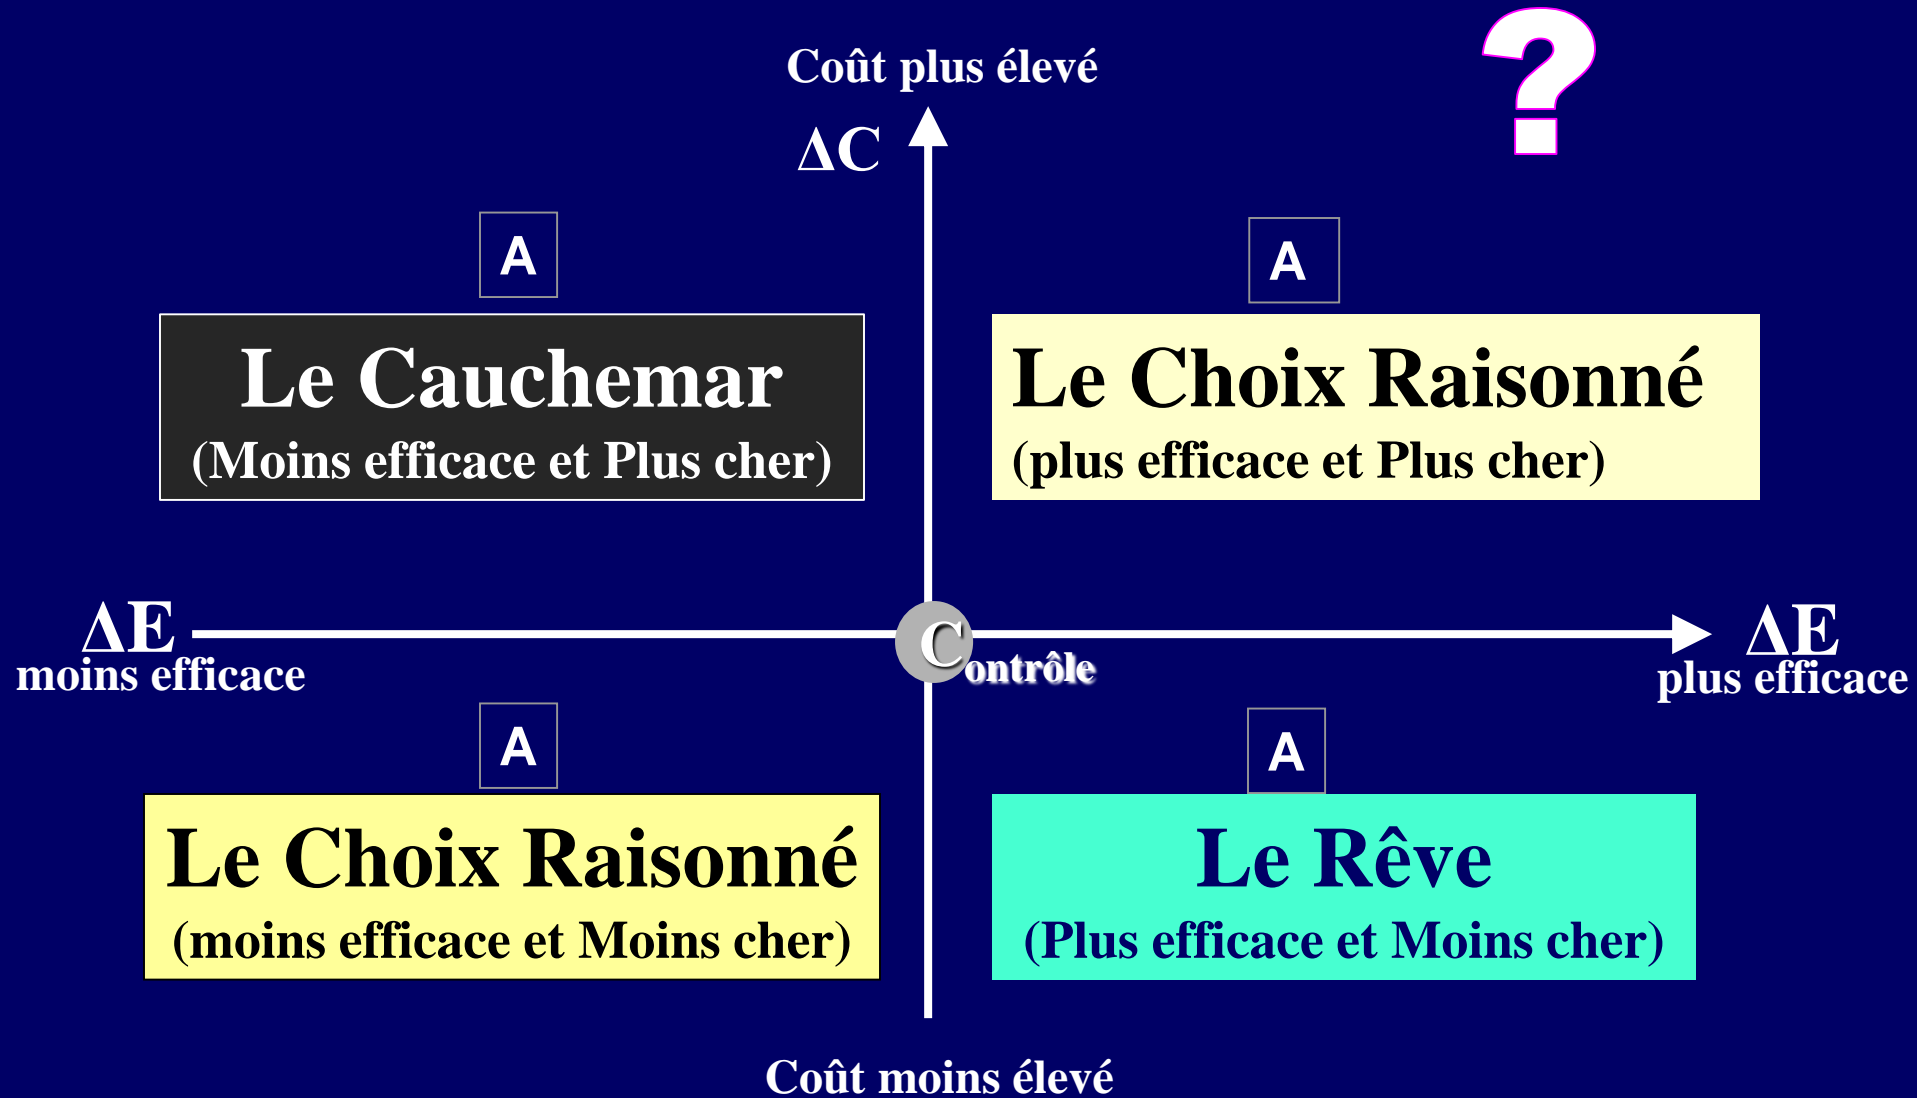 ?
Coût plus élevé
ΔC
A
A
Le Cauchemar
(Moins efficace et Plus cher)
Le Choix Raisonné
(plus efficace et Plus cher)
ΔE
moins efficace
Contrôle
ΔE
plus efficace
A
A
Le Choix Raisonné
(moins efficace et Moins cher)
Le Rêve
(Plus efficace et Moins cher)
Coût moins élevé